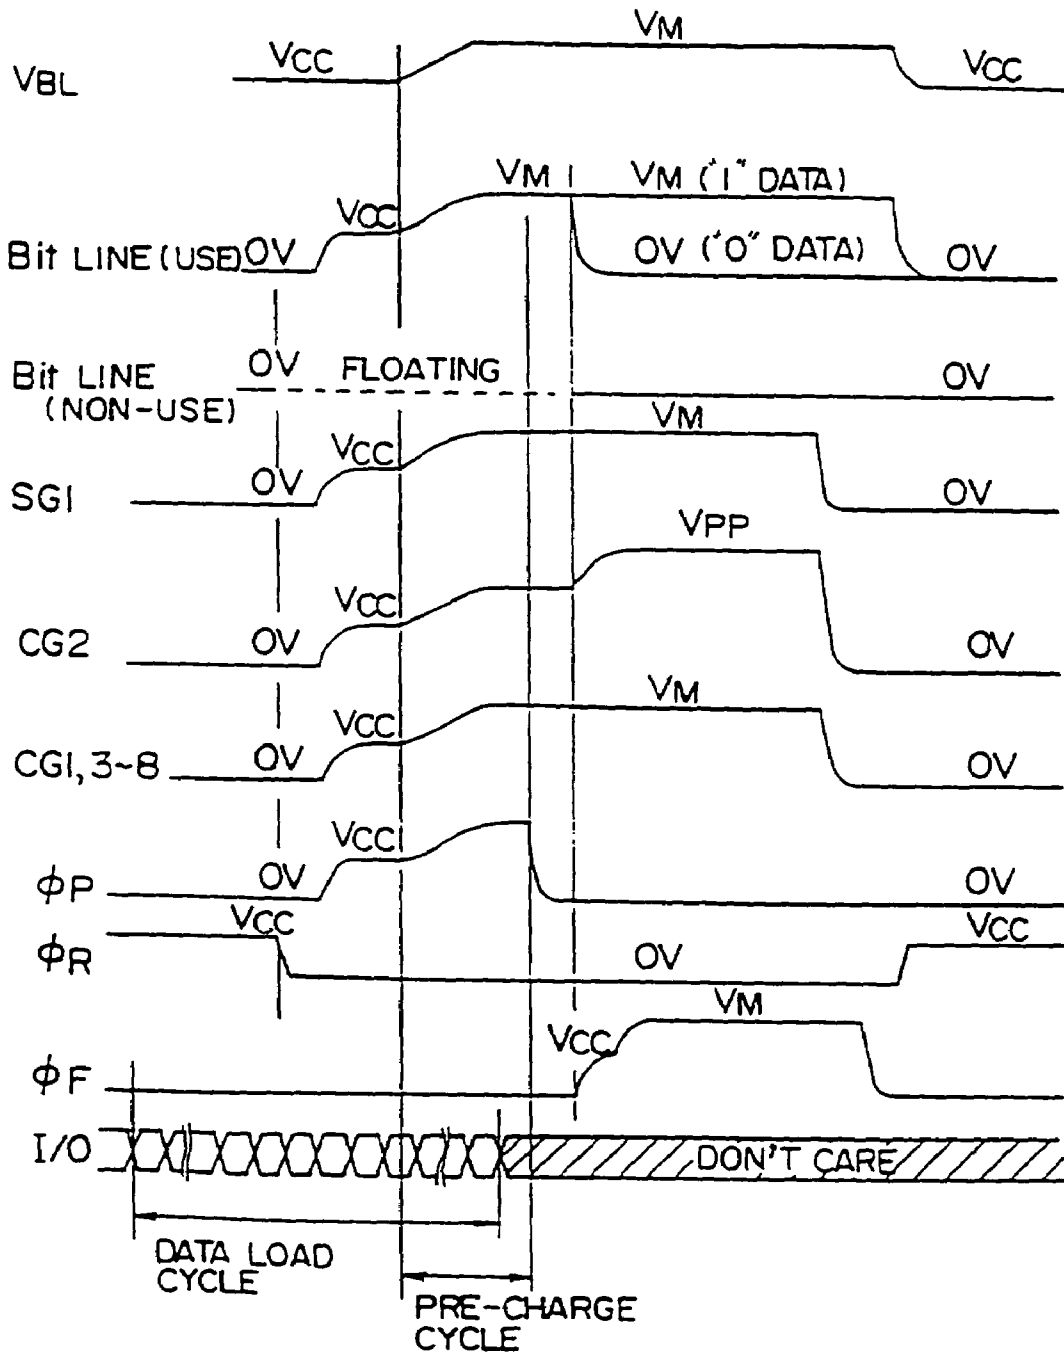 VBL VCC VM VCC
Bit LINE (USE) 0V VCC VM VM ("1" DATA)
0V ("0" DATA) 0V
Bit LINE
(NON-USE) 0V FLOATING 0V
SG1 0V VCC VM 0V
CG2 0V VCC VPP 0V
CG1, 3~8 0V VCC VM 0V
ϕP 0V VCC 0V
ϕR VCC 0V VCC
ϕF VCC VM
I/O DON'T CARE
DATA LOAD
CYCLE
PRE-CHARGE
CYCLE